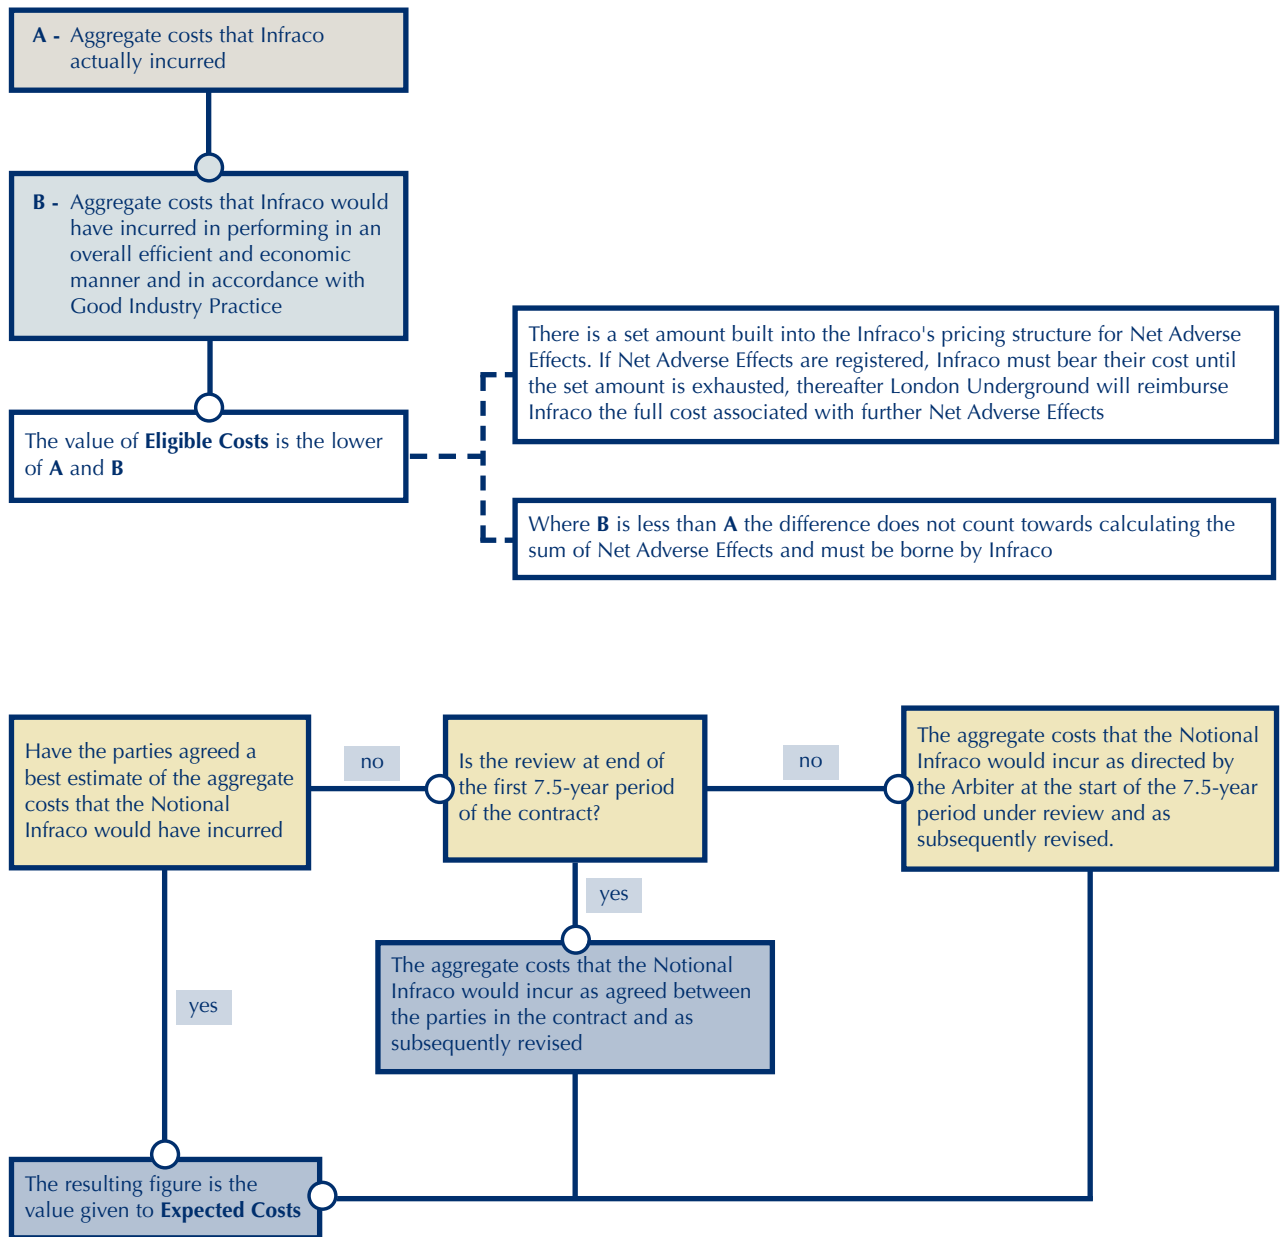 A - Aggregate costs that Infraco
actually incurred
B - Aggregate costs that Infraco would
have incurred in performing in an
overall efficient and economic
manner and in accordance with
Good Industry Practice
The value of Eligible Costs is the lower
of A and B
There is a set amount built into the Infraco's pricing structure for Net Adverse
Effects. If Net Adverse Effects are registered, Infraco must bear their cost until
the set amount is exhausted, thereafter London Underground will reimburse
Infraco the full cost associated with further Net Adverse Effects
Where B is less than A the difference does not count towards calculating the
sum of Net Adverse Effects and must be borne by Infraco
Have the parties agreed a
best estimate of the aggregate
costs that the Notional
Infraco would have incurred
no
Is the review at end of
the first 7.5-year period
of the contract?
no
The aggregate costs that the Notional
Infraco would incur as directed by
the Arbiter at the start of the 7.5-year
period under review and as
subsequently revised.
yes
The aggregate costs that the Notional
Infraco would incur as agreed between
the parties in the contract and as
subsequently revised
yes
The resulting figure is the
value given to Expected Costs